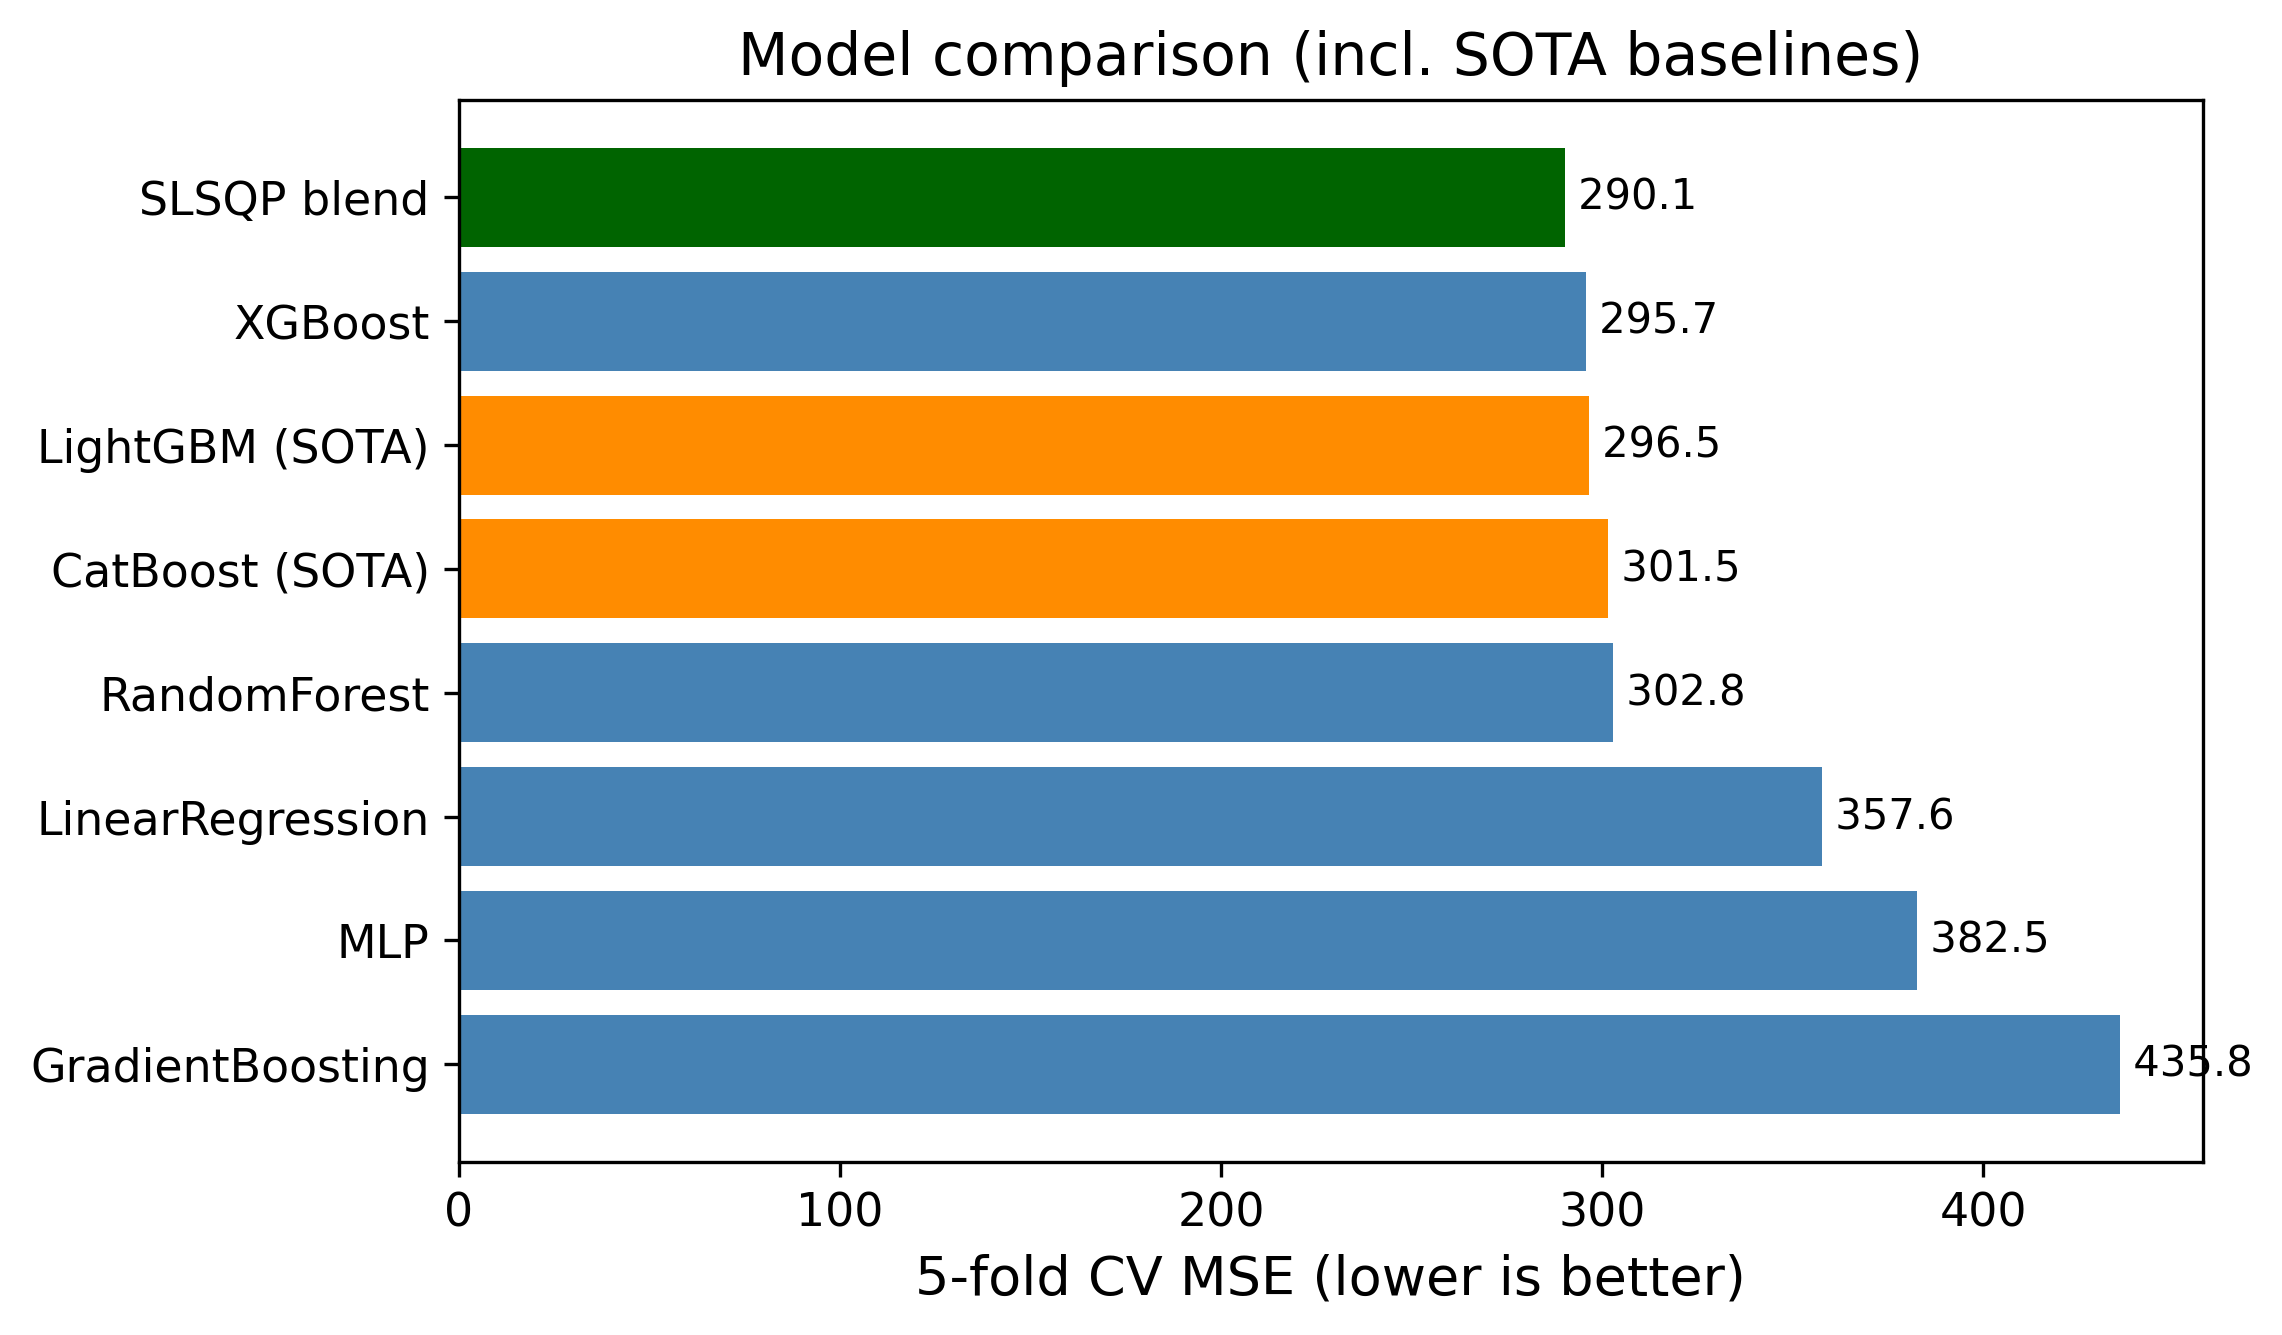 Model comparison (incl. SOTA baselines)
SLSQP blend
290.1
XGBoost
295.7
LightGBM (SOTA)
296.5
CatBoost (SOTA)
301.5
RandomForest
302.8
LinearRegression
357.6
MLP
382.5
GradientBoosting
435.8
0 100 200 300 400
5-fold CV MSE (lower is better)